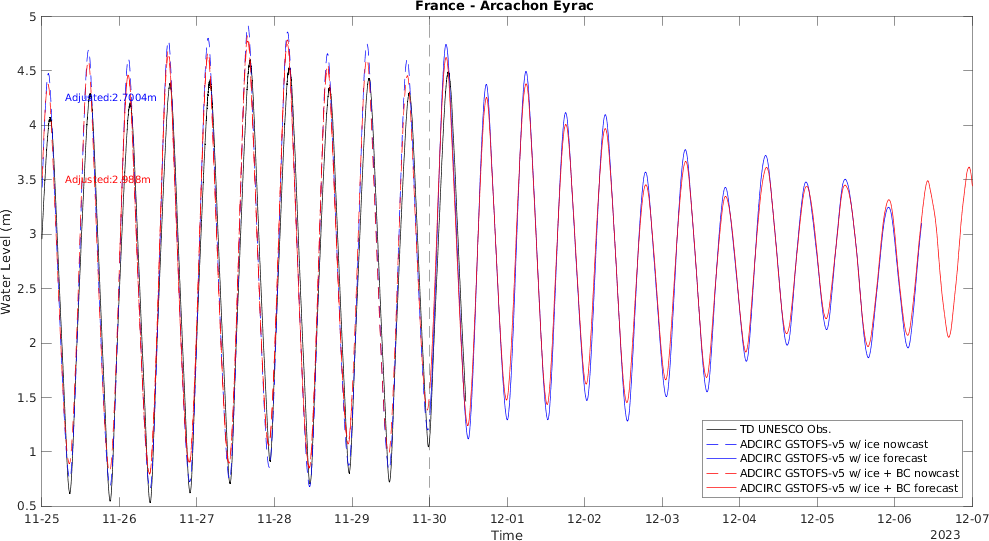 France - Arcachon Eyrac
Water Level (m)
5
4.5
4
3.5
3
2.5
2
1.5
1
0.5
Adjusted:2.7004m
Adjusted:2.988m
TD UNESCO Obs.
ADCIRC GSTOFS-v5 w/ ice nowcast
ADCIRC GSTOFS-v5 w/ ice forecast
ADCIRC GSTOFS-v5 w/ ice + BC nowcast
ADCIRC GSTOFS-v5 w/ ice + BC forecast
11-25 11-26 11-27 11-28 11-29 11-30 12-01 12-02 12-03 12-04 12-05 12-06 12-07
Time
2023